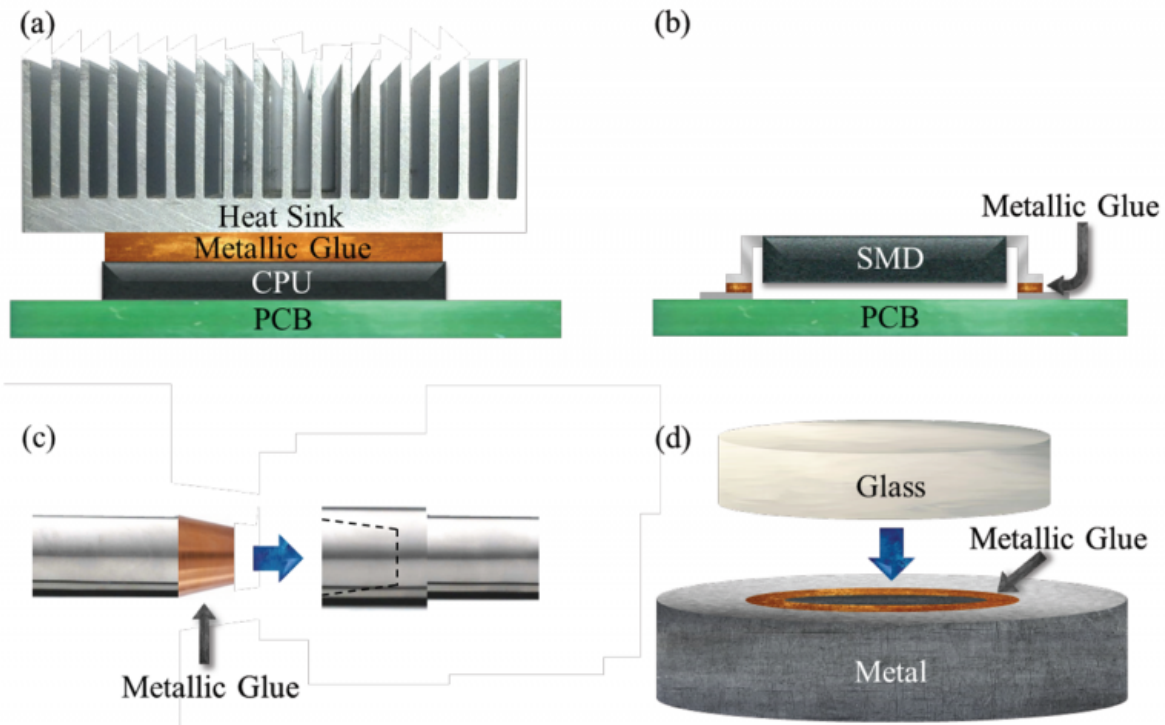 (a)
Heat Sink
Metallic Glue
CPU
PCB
(b)
Metallic Glue
SMD
PCB
(c)
Metallic Glue
(d)
Glass
Metallic Glue
Metal